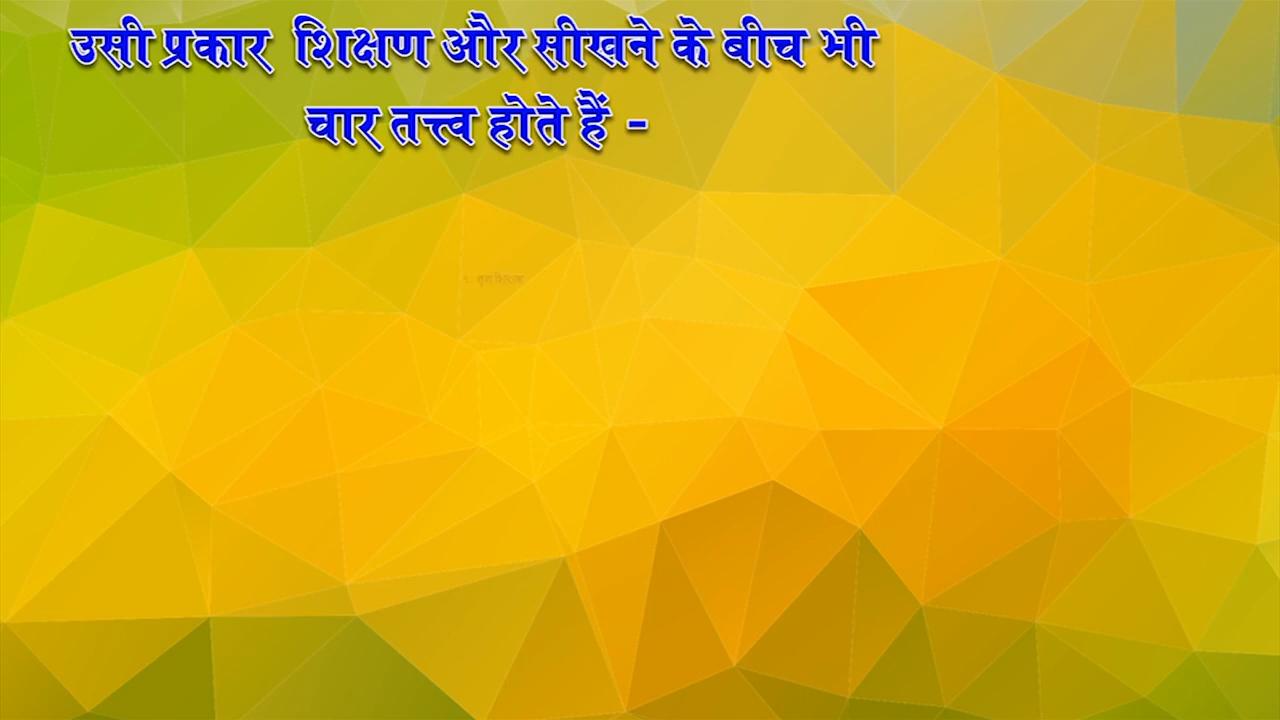 उसी प्रकार शिक्षण और सीखने के बीच भी
चार तत्त्व होते हैं -